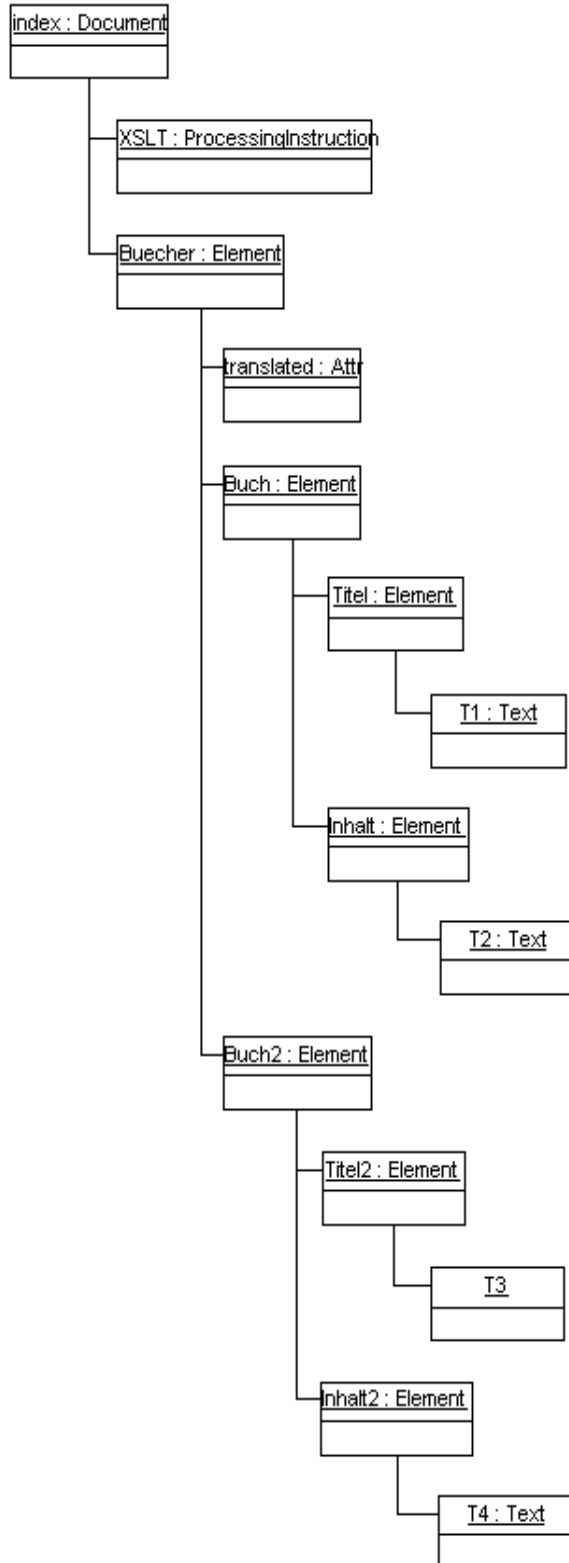 index : Document
XSLT : ProcessingInstruction
Buecher : Element
translated : Attr
Buch : Element
Titel : Element
T1 : Text
Inhalt : Element
T2 : Text
Buch2 : Element
Titel2 : Element
T3
Inhalt2 : Element
T4 : Text